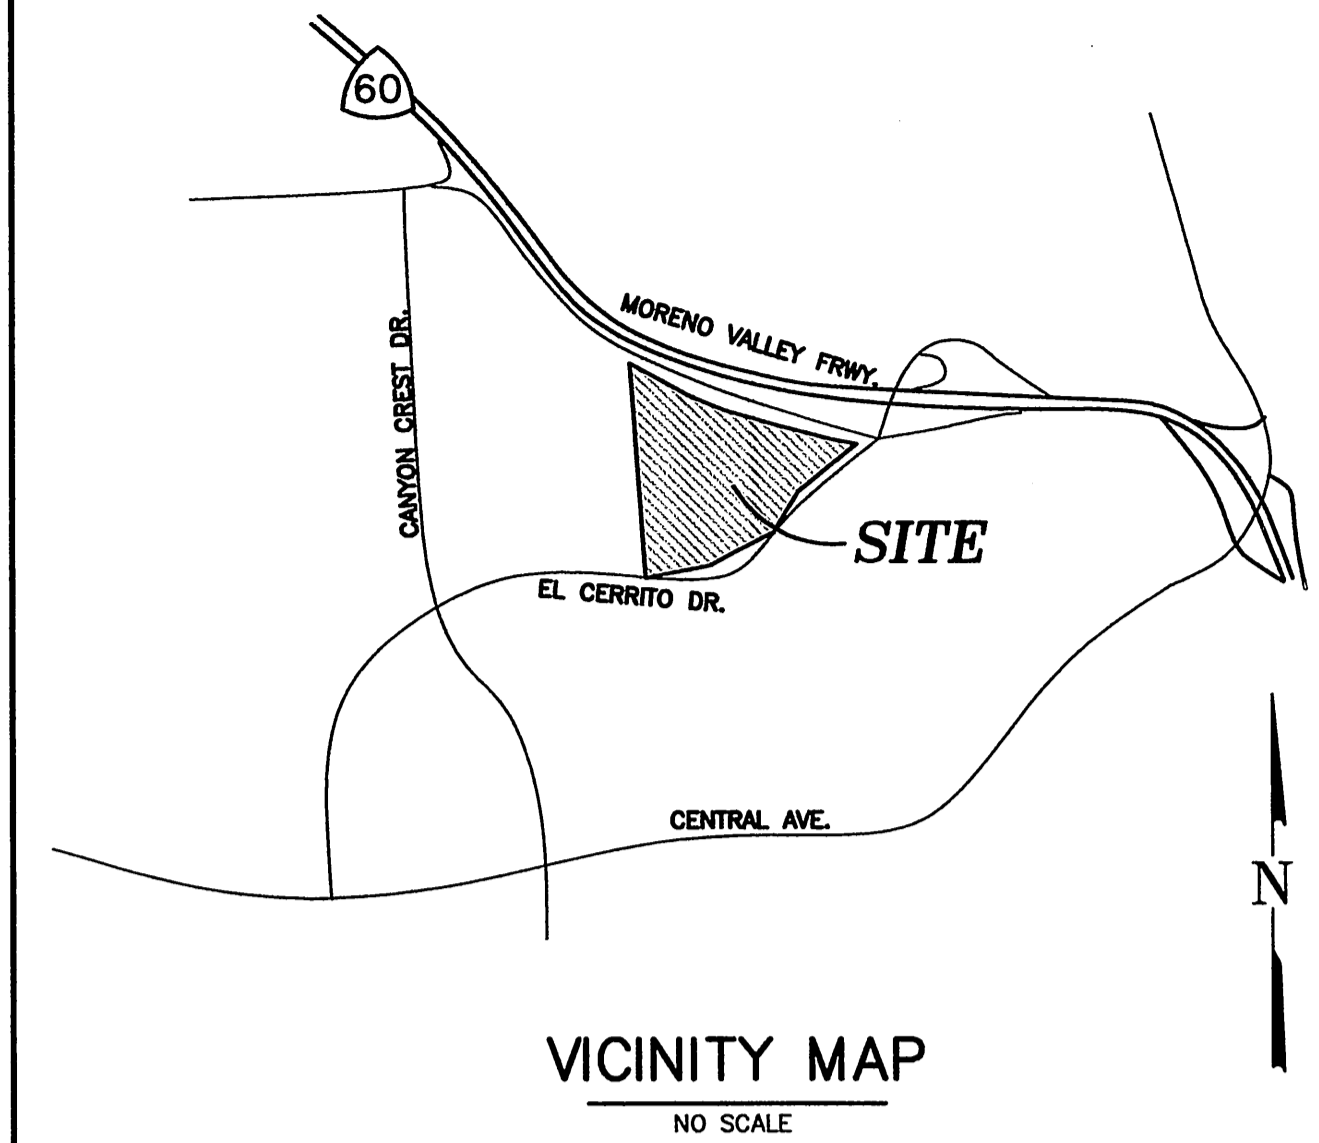 60
MORENO VALLEY FRWY.
CANYON CREST DR.
SITE
EL CERRITO DR.
CENTRAL AVE.
N
VICINITY MAP
NO SCALE